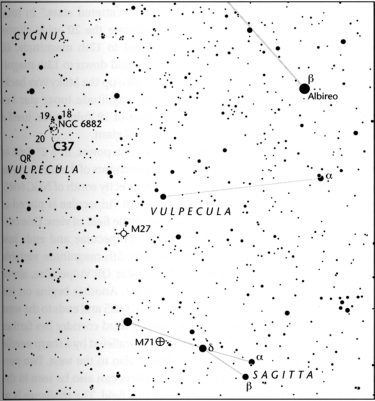 CYGNUS
β
Albireo
19 18
NGC 6882
20
C37
QR
VULPECULA
α
VULPECULA
M27
γ
M71
δ
α
SAGITTA
β